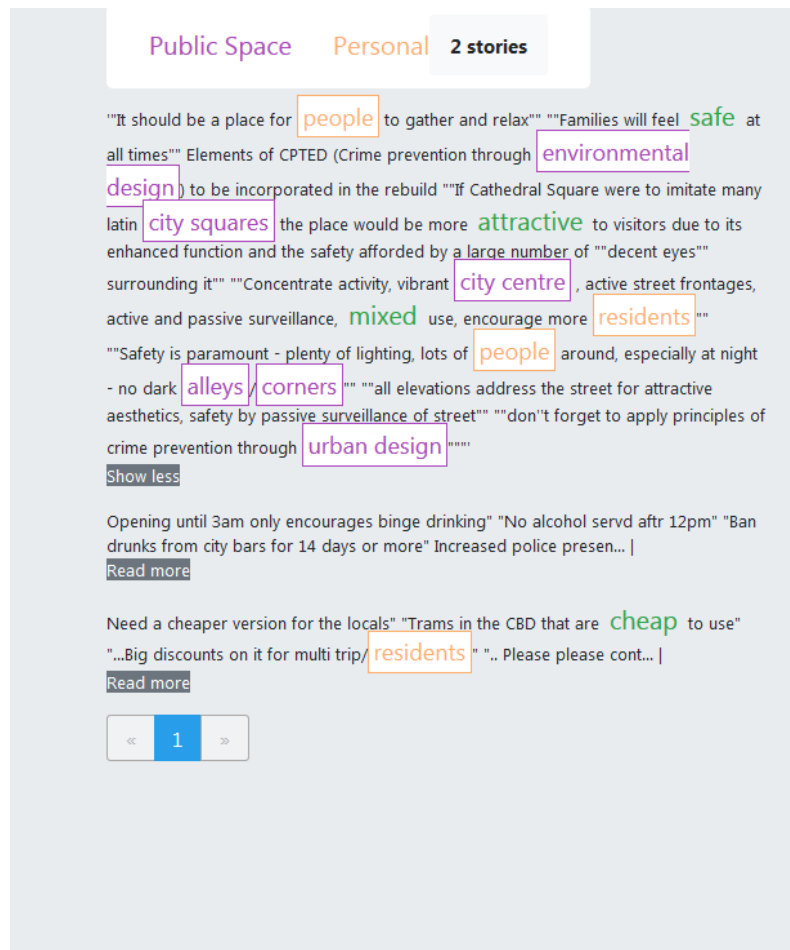 Public Space Personal 2 stories
'"It should be a place for people to gather and relax"" ""Families will feel safe at
all times"" Elements of CPTED (Crime prevention through environmental
design ) to be incorporated in the rebuild ""If Cathedral Square were to imitate many
latin city squares the place would be more attractive to visitors due to its
enhanced function and the safety afforded by a large number of ""decent eyes""
surrounding it"" ""Concentrate activity, vibrant city centre , active street frontages,
active and passive surveillance, mixed use, encourage more residents ""
""Safety is paramount - plenty of lighting, lots of people around, especially at night
- no dark alleys / corners "" ""all elevations address the street for attractive
aesthetics, safety by passive surveillance of street"" ""don''t forget to apply principles of
crime prevention through urban design """'
Show less
Opening until 3am only encourages binge drinking" "No alcohol servd aftr 12pm" "Ban
drunks from city bars for 14 days or more" Increased police presen... |
Read more
Need a cheaper version for the locals" "Trams in the CBD that are cheap to use"
"...Big discounts on it for multi trip/ residents " ".. Please please cont... |
Read more
« 1 »